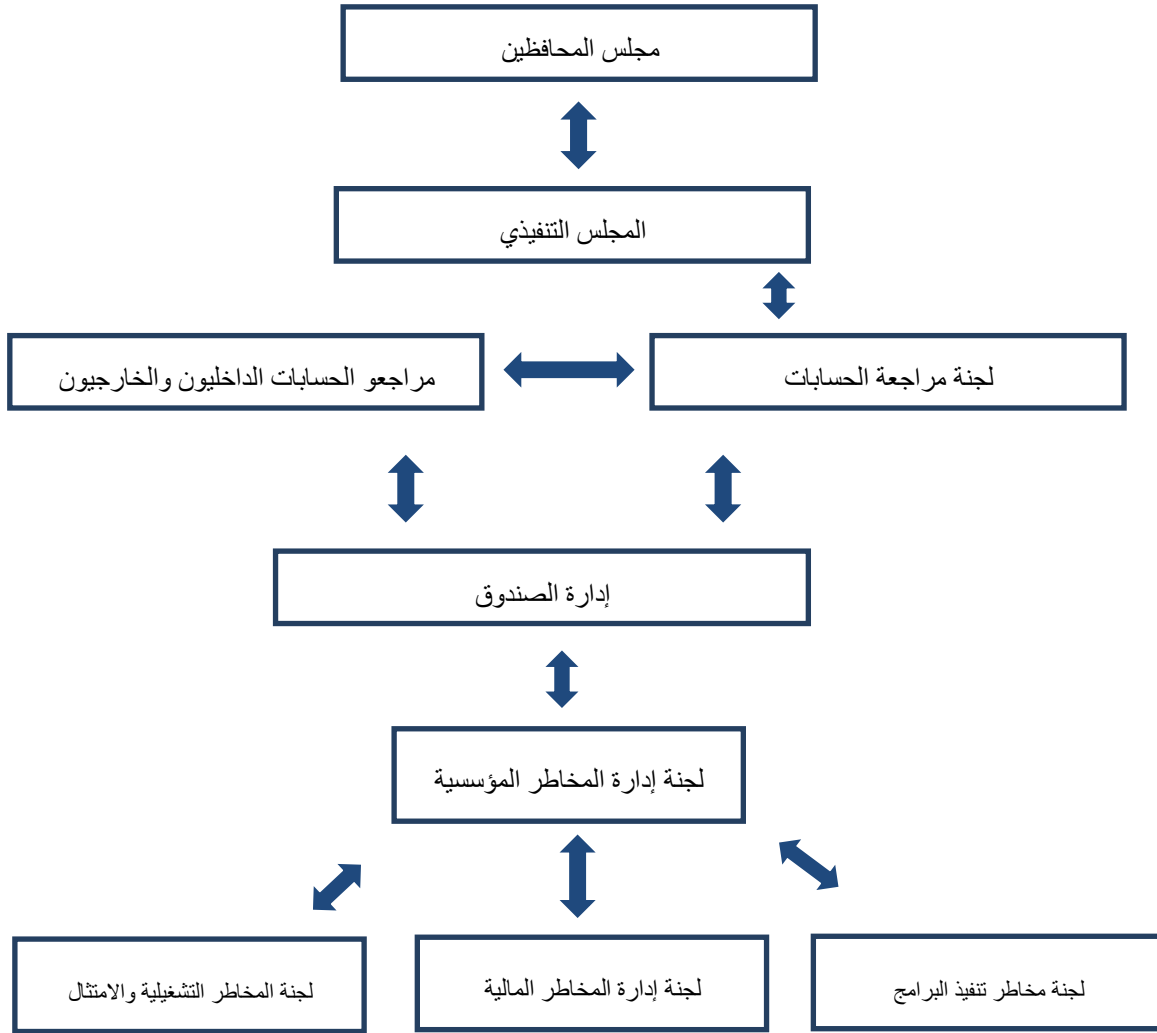 مجلس المحافظين
المجلس التنفيذي
لجنة مراجعة الحسابات
مراجعو الحسابات الداخليون والخارجيون
إدارة الصندوق
لجنة إدارة المخاطر المؤسسية
لجنة مخاطر تنفيذ البرامج
لجنة إدارة المخاطر المالية
لجنة المخاطر التشغيلية والامتثال